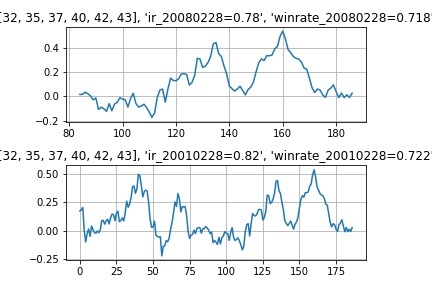 [32, 35, 37, 40, 42, 43], 'ir_20080228=0.78', 'winrate_20080228=0.718'
0.4
0.2
0.0
−0.2
80 100 120 140 160 180
[32, 35, 37, 40, 42, 43], 'ir_20010228=0.82', 'winrate_20010228=0.722'
0.50
0.25
0.00
−0.25
0 25 50 75 100 125 150 175